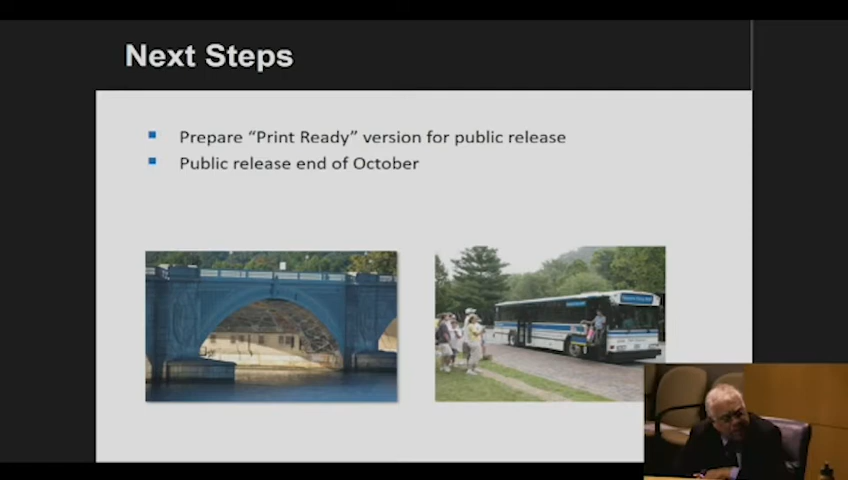 Next Steps
Prepare “Print Ready” version for public release
Public release end of October